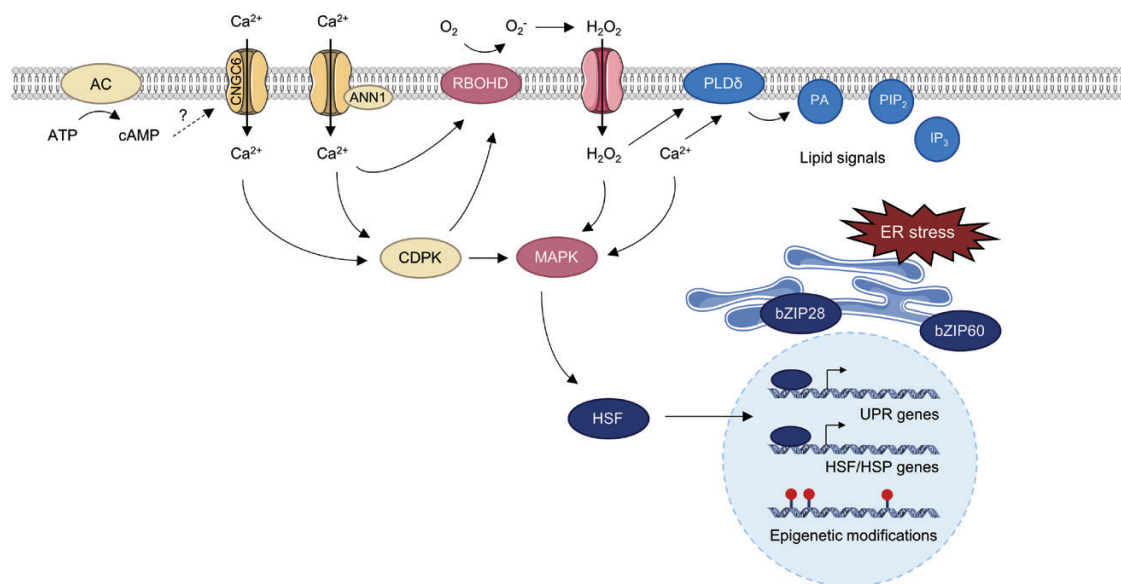 Ca²⁺
Ca²⁺
O₂
O₂⁻
H₂O₂
AC
CNGC6
ANN1
RBOHD
PLDδ
PA
PIP₂
IP₃
ATP
cAMP
?
Ca²⁺
Ca²⁺
H₂O₂
Ca²⁺
Lipid signals
ER stress
CDPK
MAPK
bZIP28
bZIP60
HSF
UPR genes
HSF/HSP genes
Epigenetic modifications